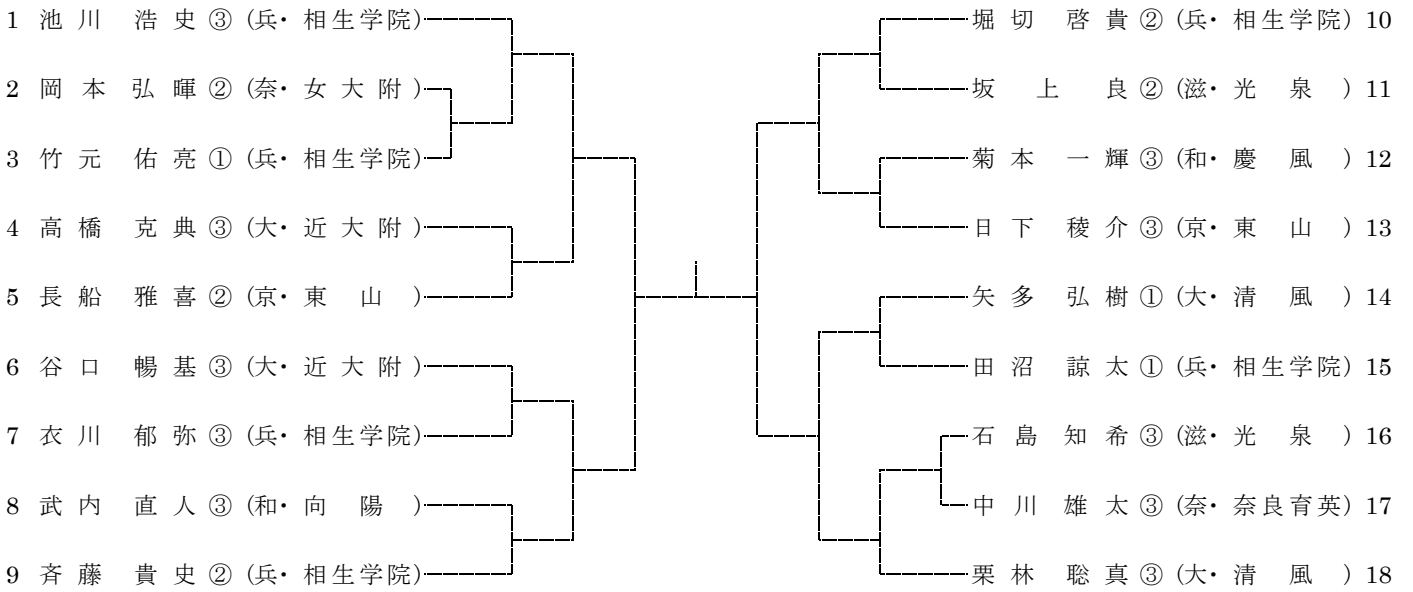 1 池川 浩史 ③ (兵・相生学院)
2 岡本 弘暉 ② (奈・女大附)
3 竹元 佑亮 ① (兵・相生学院)
4 高橋 克典 ③ (大・近大附)
5 長船 雅喜 ② (京・東山)
6 谷口 暢基 ③ (大・近大附)
7 衣川 郁弥 ③ (兵・相生学院)
8 武内 直人 ③ (和・向陽)
9 斉藤 貴史 ② (兵・相生学院)
堀切 啓貴 ② (兵・相生学院) 10
坂上 良 ② (滋・光泉) 11
菊本 一輝 ③ (和・慶風) 12
日下 稜介 ③ (京・東山) 13
矢多 弘樹 ① (大・清風) 14
田沼 諒太 ① (兵・相生学院) 15
石島 知希 ③ (滋・光泉) 16
中川 雄太 ③ (奈・奈良育英) 17
栗林 聡真 ③ (大・清風) 18